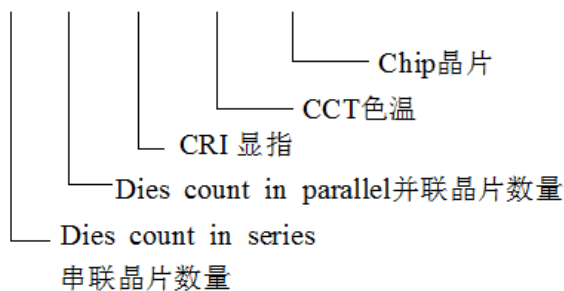 Chip晶片
CCT色温
CRI 显指
Dies count in parallel并联晶片数量
Dies count in series
串联晶片数量